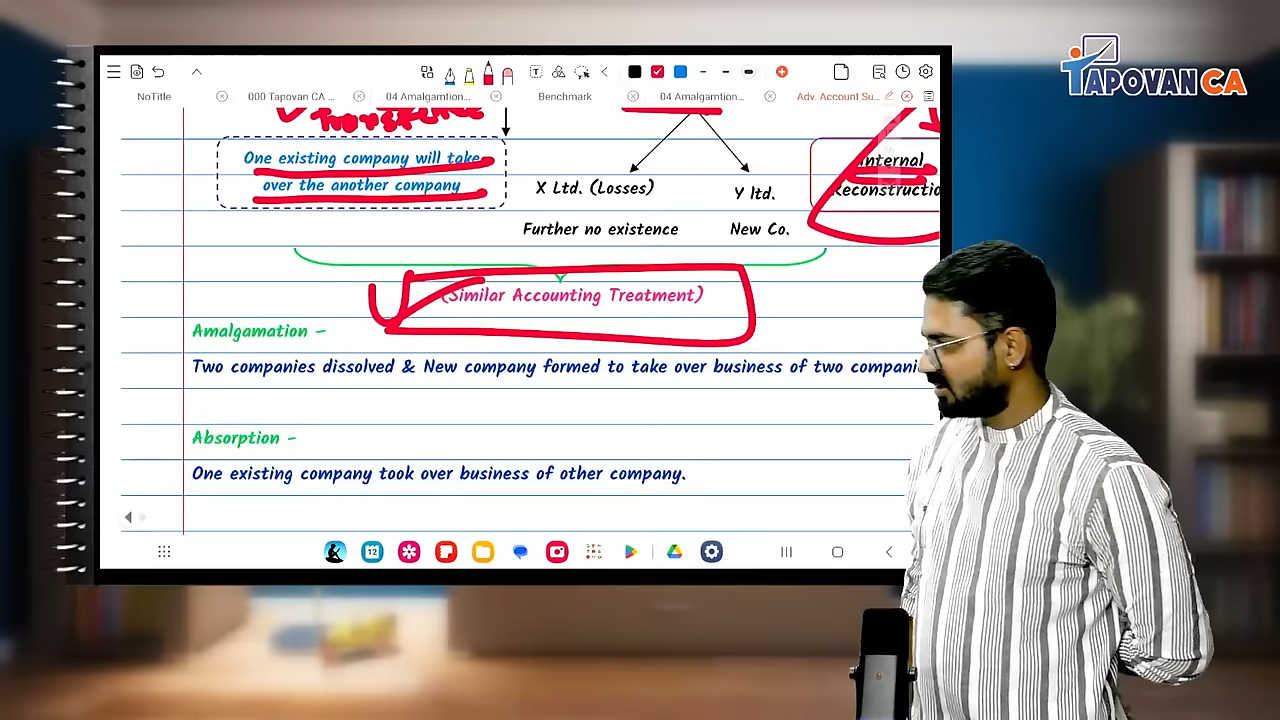 TAPOVAN CA
NoTitle
000 Tapovan CA ...
04 Amalgamtion...
Benchmark
04 Amalgamtion...
Adv. Account Su...
One existing company will take
over the another company
X Ltd. (Losses)
Y ltd.
Internal
Reconstructio
Further no existence
New Co.
(Similar Accounting Treatment)
Amalgamation –
Two companies dissolved & New company formed to take over business of two compani
Absorption –
One existing company took over business of other company.
12